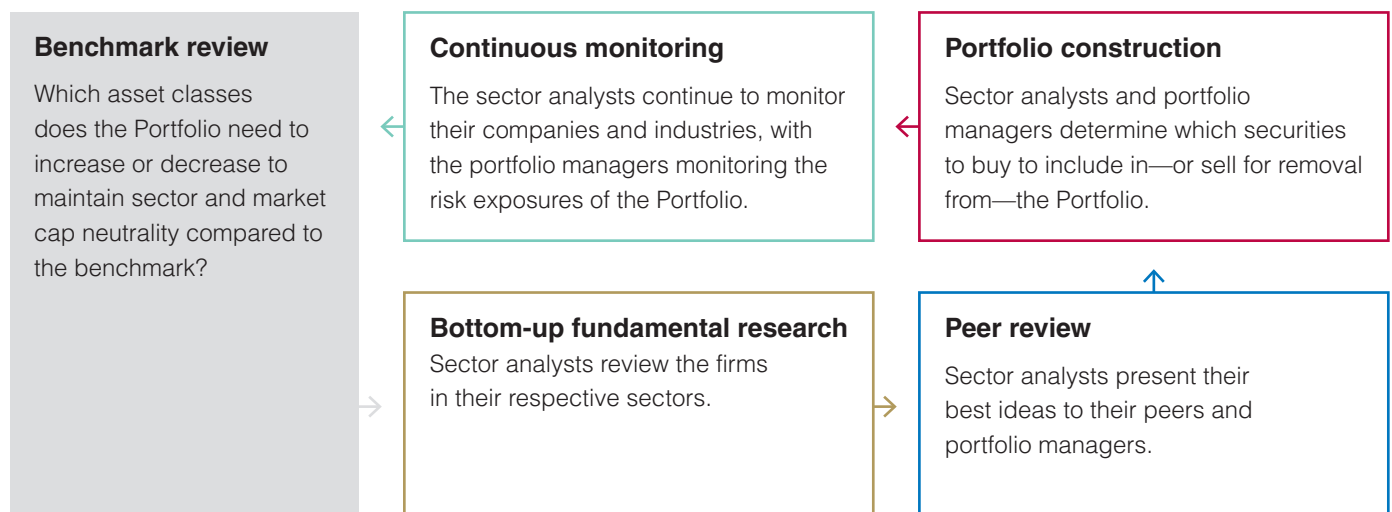 Benchmark review
Which asset classes
does the Portfolio need to
increase or decrease to
maintain sector and market
cap neutrality compared to
the benchmark?
Continuous monitoring
The sector analysts continue to monitor
their companies and industries, with
the portfolio managers monitoring the
risk exposures of the Portfolio.
Portfolio construction
Sector analysts and portfolio
managers determine which securities
to buy to include in—or sell for removal
from—the Portfolio.
Bottom-up fundamental research
Sector analysts review the firms
in their respective sectors.
Peer review
Sector analysts present their
best ideas to their peers and
portfolio managers.